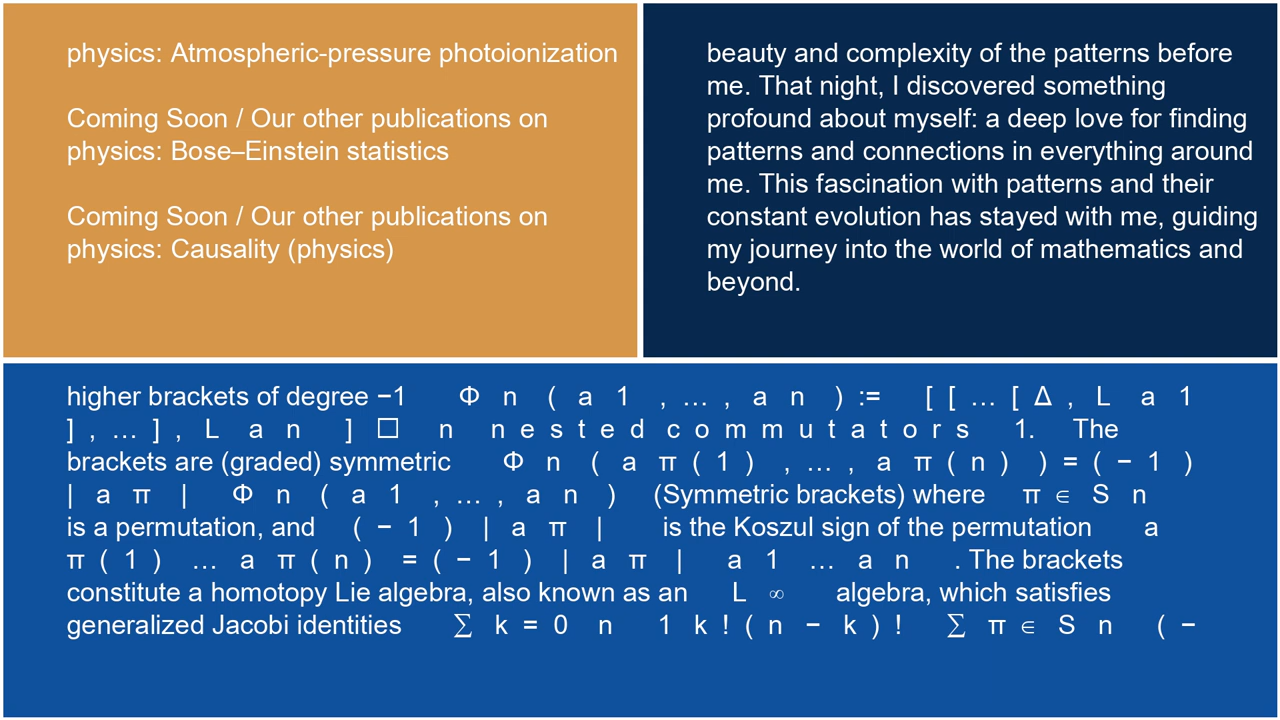 physics: Atmospheric-pressure photoionization
Coming Soon / Our other publications on
physics: Bose–Einstein statistics
Coming Soon / Our other publications on
physics: Causality (physics)
beauty and complexity of the patterns before
me. That night, I discovered something
profound about myself: a deep love for finding
patterns and connections in everything around
me. This fascination with patterns and their
constant evolution has stayed with me, guiding
my journey into the world of mathematics and
beyond.
higher brackets of degree −1 Φ n ( a 1 , … , a n ) := [ [ … [ Δ , L a 1
] , … ] , L a n ] □ n n e s t e d c o m m u t a t o r s 1. The
brackets are (graded) symmetric Φ n ( a π ( 1 ) , … , a π ( n ) ) = ( − 1 )
| a π | Φ n ( a 1 , … , a n ) (Symmetric brackets) where π ∈ S n
is a permutation, and ( − 1 ) | a π | is the Koszul sign of the permutation a
π ( 1 ) … a π ( n ) = ( − 1 ) | a π | a 1 … a n . The brackets
constitute a homotopy Lie algebra, also known as an L ∞ algebra, which satisfies
generalized Jacobi identities ∑ k = 0 n 1 k ! ( n − k ) ! ∑ π ∈ S n ( −